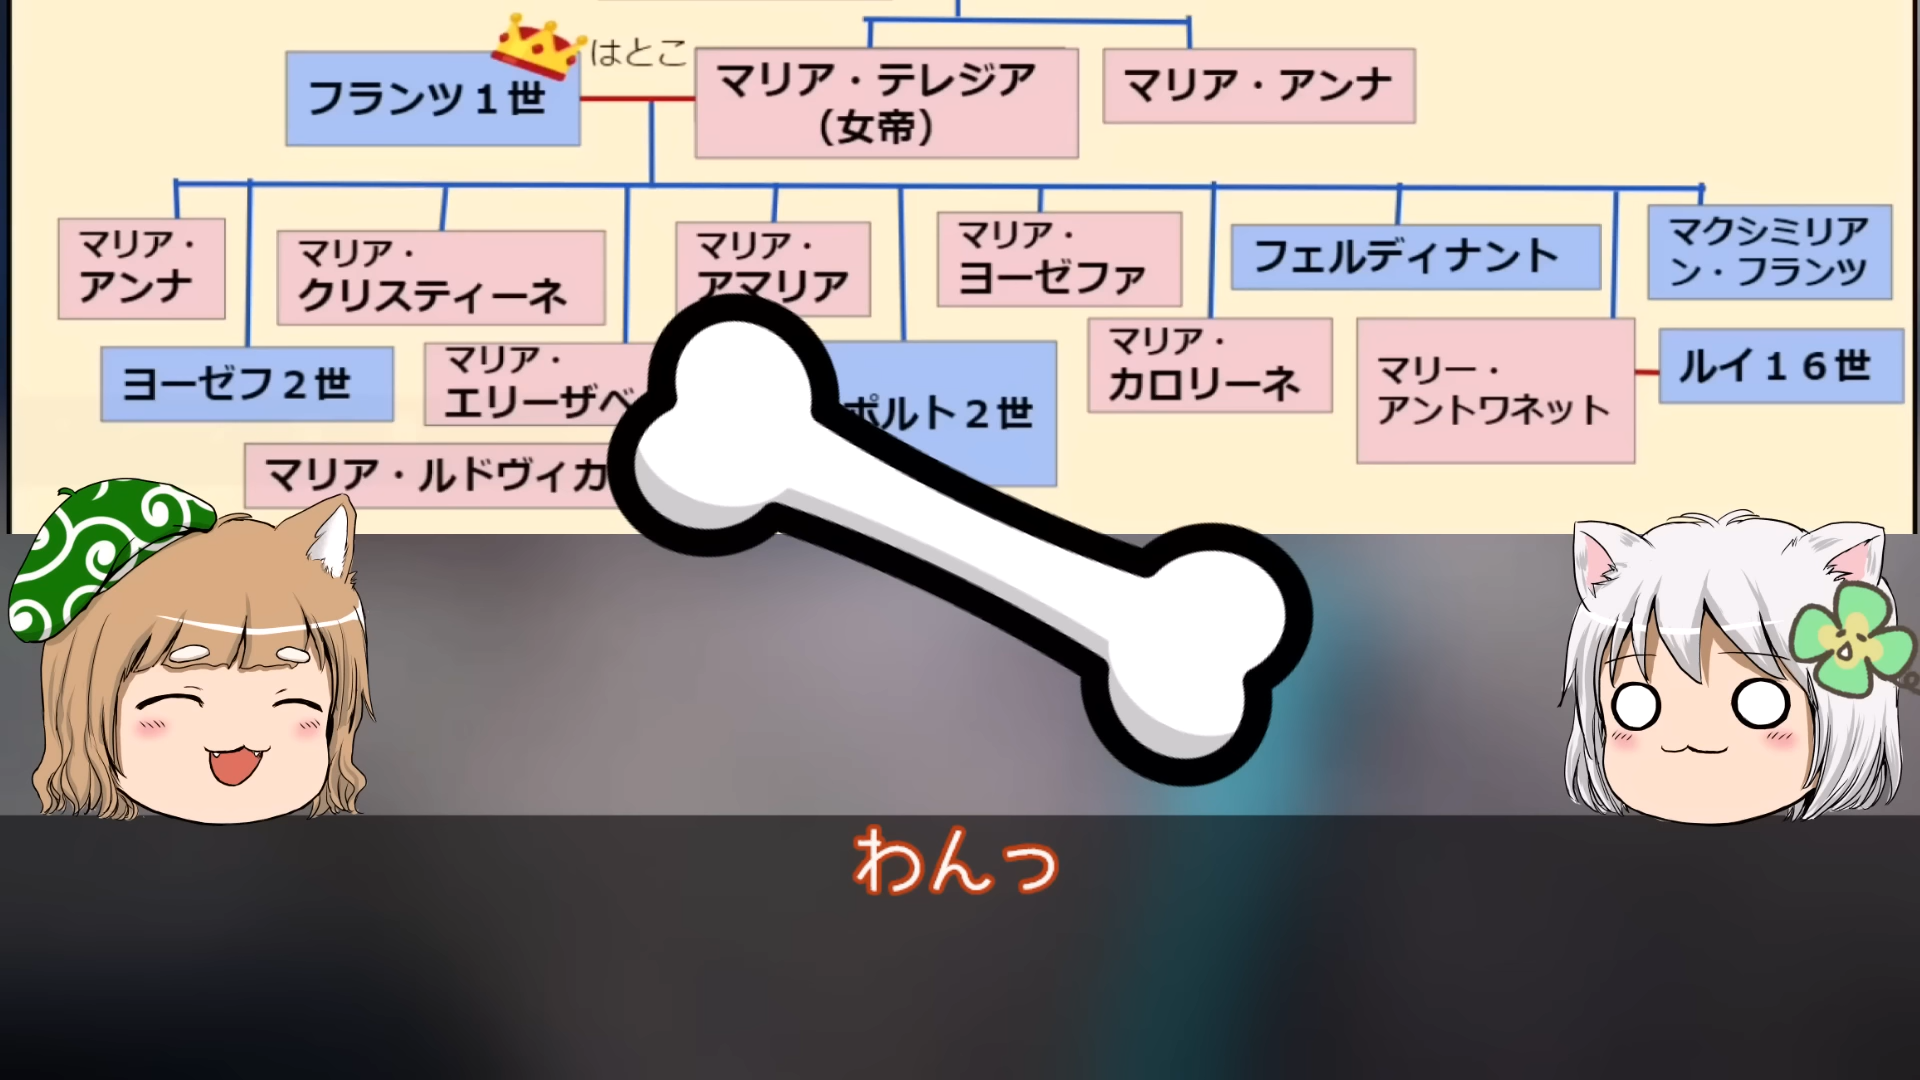 はとこ
フランツ１世
マリア・テレジア
（女帝）
マリア・アンナ
マリア・
アンナ
マリア・
クリスティーネ
マリア・
アマリア
マリア・
ヨーゼファ
フェルディナント
マクシミリア
ン・フランツ
ヨーゼフ２世
マリア・
エリーザベ
ポルト２世
マリア・
カロリーネ
マリー・
アントワネット
ルイ１６世
マリア・ルドヴィカ
わんっ